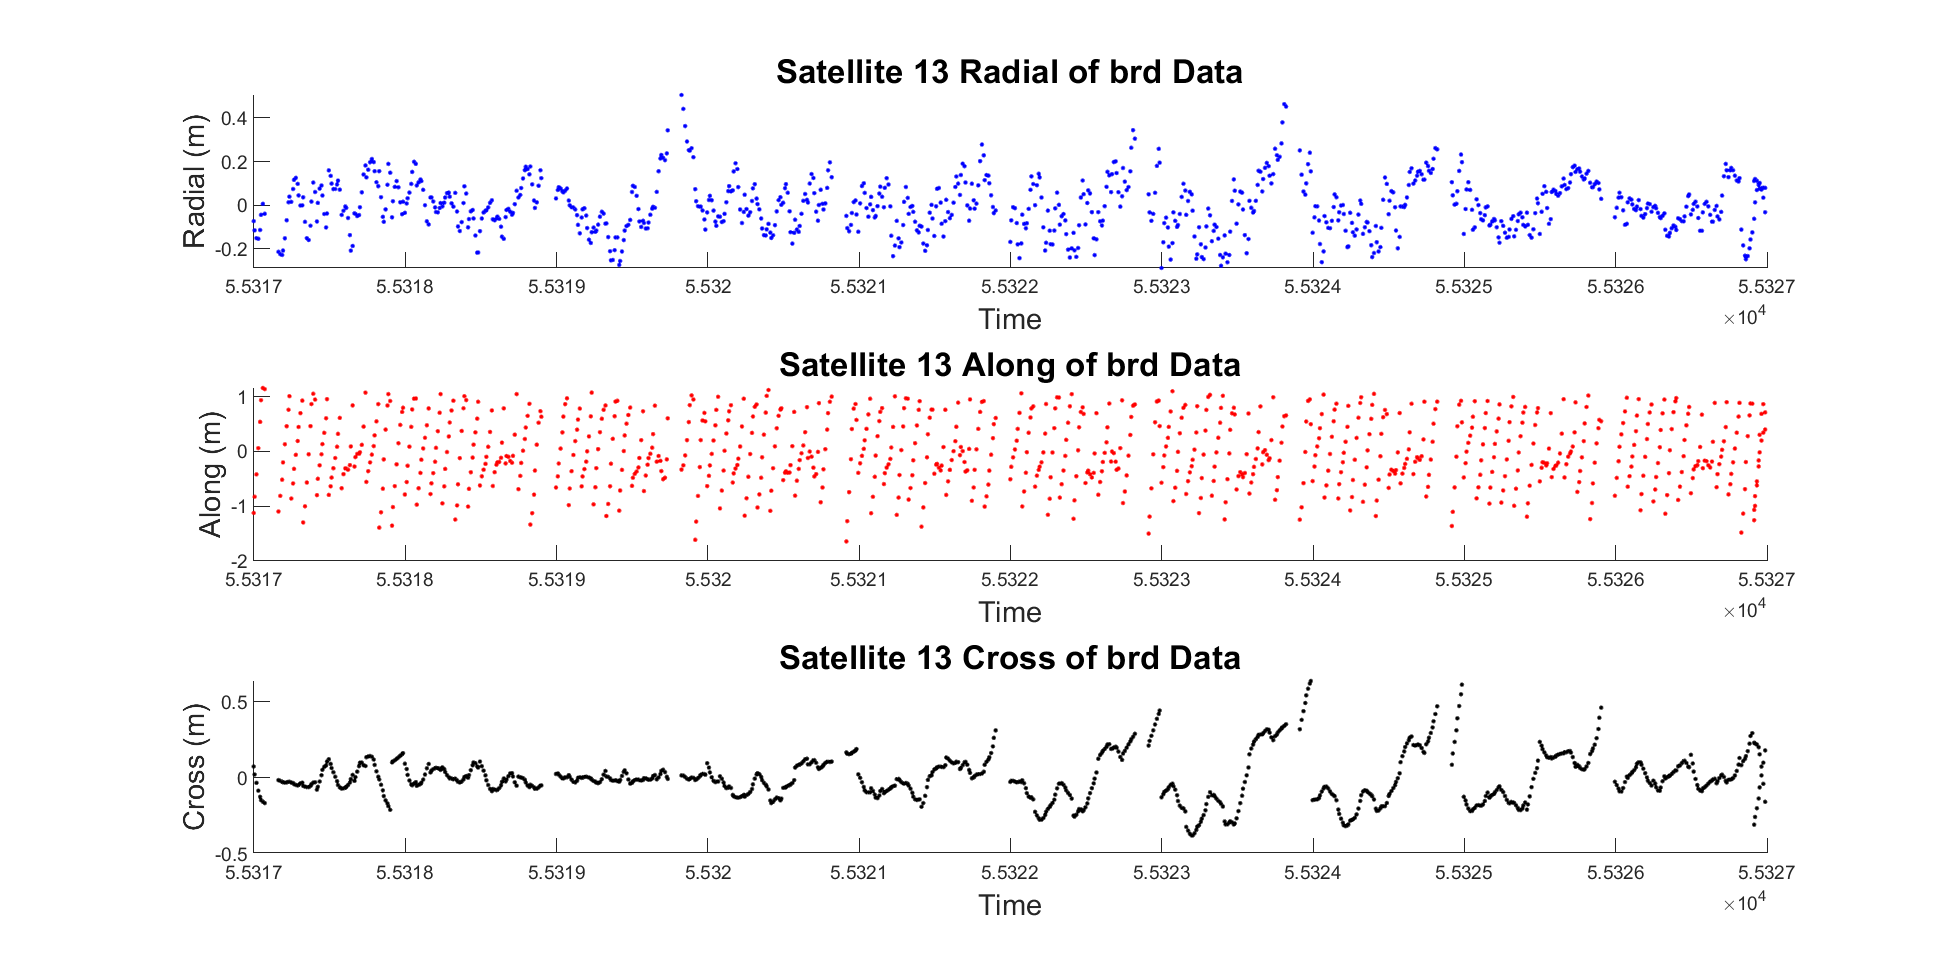 Satellite 13 Radial of brd Data
Radial (m)
0.4
0.2
0
-0.2
5.5317 5.5318 5.5319 5.532 5.5321 5.5322 5.5323 5.5324 5.5325 5.5326 5.5327
Time
×10^4
Satellite 13 Along of brd Data
Along (m)
1
0
-1
-2
5.5317 5.5318 5.5319 5.532 5.5321 5.5322 5.5323 5.5324 5.5325 5.5326 5.5327
Time
×10^4
Satellite 13 Cross of brd Data
Cross (m)
0.5
0
-0.5
5.5317 5.5318 5.5319 5.532 5.5321 5.5322 5.5323 5.5324 5.5325 5.5326 5.5327
Time
×10^4